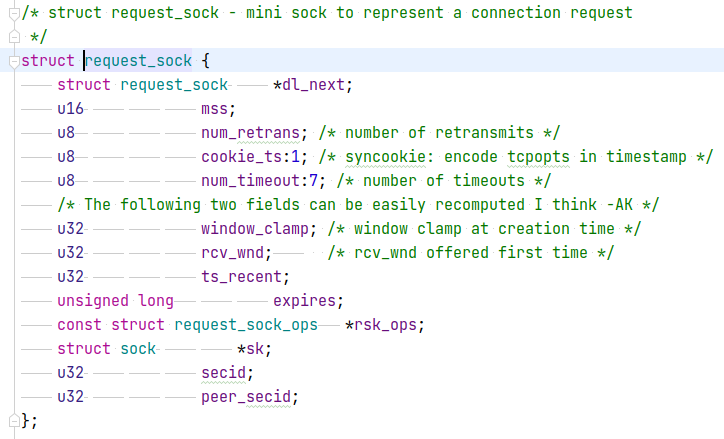 /* struct request_sock - mini sock to represent a connection request
 */
struct request_sock {
    struct request_sock     *dl_next;
    u16             mss;
    u8              num_retrans; /* number of retransmits */
    u8              cookie_ts:1; /* syncookie: encode tcpopts in timestamp */
    u8              num_timeout:7; /* number of timeouts */
    /* The following two fields can be easily recomputed I think -AK */
    u32             window_clamp; /* window clamp at creation time */
    u32             rcv_wnd;      /* rcv_wnd offered first time */
    u32             ts_recent;
    unsigned long           expires;
    const struct request_sock_ops   *rsk_ops;
    struct sock         *sk;
    u32             secid;
    u32             peer_secid;
};